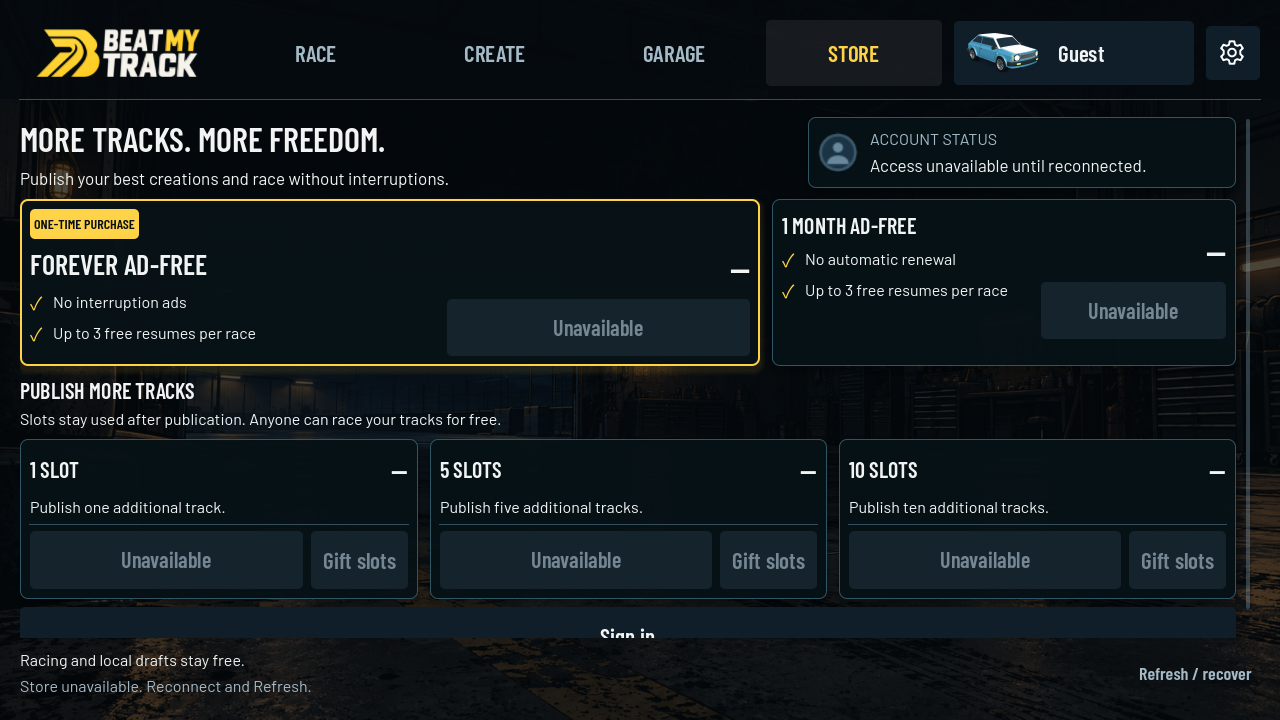 BEAT MY TRACK
RACE
CREATE
GARAGE
STORE
Guest
MORE TRACKS. MORE FREEDOM.
Publish your best creations and race without interruptions.
ACCOUNT STATUS
Access unavailable until reconnected.
ONE-TIME PURCHASE
FOREVER AD-FREE
—
✓ No interruption ads
✓ Up to 3 free resumes per race
Unavailable
1 MONTH AD-FREE
—
✓ No automatic renewal
✓ Up to 3 free resumes per race
Unavailable
PUBLISH MORE TRACKS
Slots stay used after publication. Anyone can race your tracks for free.
1 SLOT —
Publish one additional track.
Unavailable
Gift slots
5 SLOTS —
Publish five additional tracks.
Unavailable
Gift slots
10 SLOTS —
Publish ten additional tracks.
Unavailable
Gift slots
Sign in
Racing and local drafts stay free.
Store unavailable. Reconnect and Refresh.
Refresh / recover